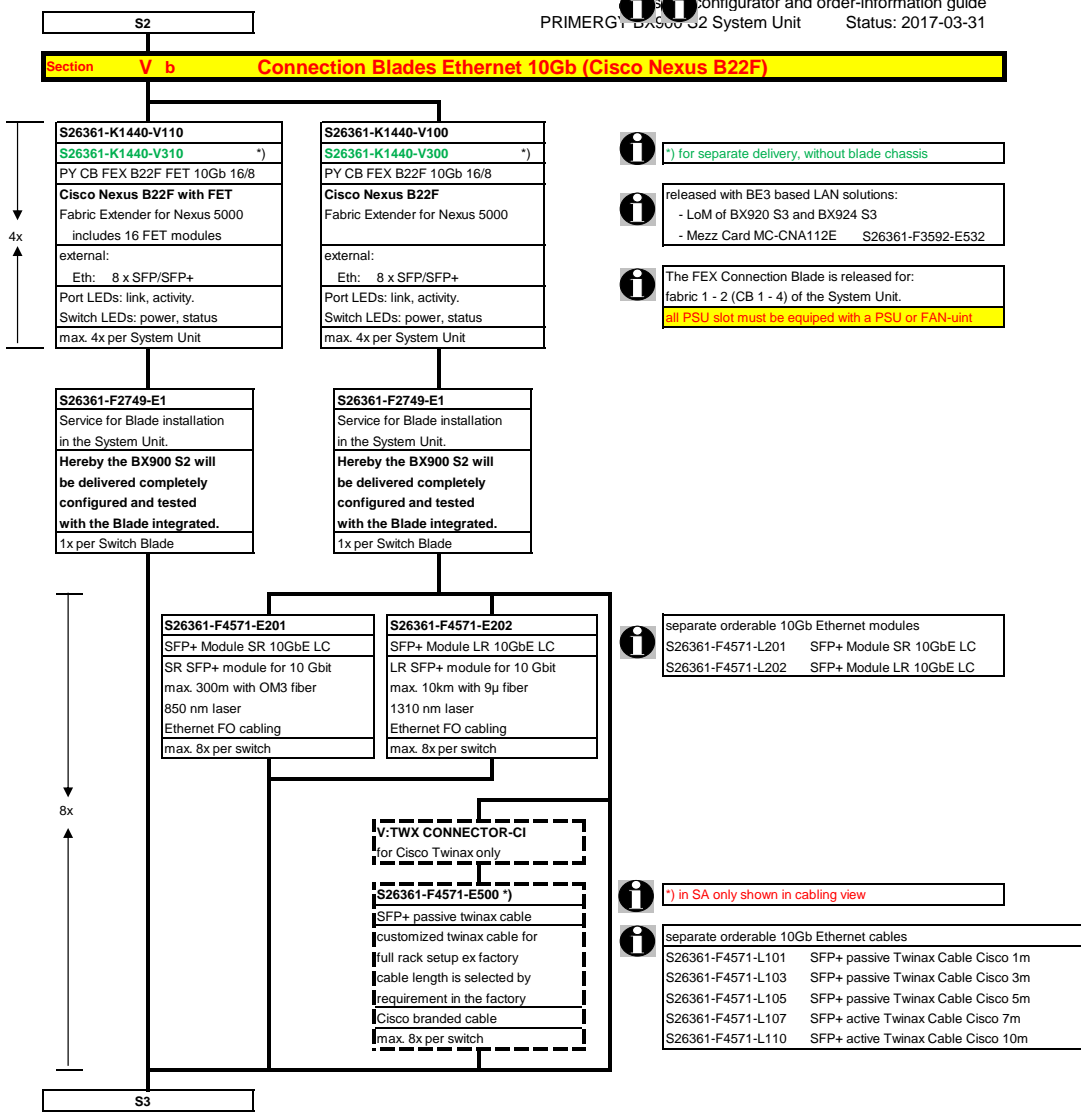 configurator and order-information guide
PRIMERGY BX900 S2 System Unit Status: 2017-03-31
S2
Section V b Connection Blades Ethernet 10Gb (Cisco Nexus B22F)
S26361-K1440-V110
S26361-K1440-V310 *)
PY CB FEX B22F FET 10Gb 16/8
Cisco Nexus B22F with FET
Fabric Extender for Nexus 5000
includes 16 FET modules
external:
Eth: 8 x SFP/SFP+
Port LEDs: link, activity.
Switch LEDs: power, status
max. 4x per System Unit
4x
S26361-K1440-V100
S26361-K1440-V300 *)
PY CB FEX B22F 10Gb 16/8
Cisco Nexus B22F
Fabric Extender for Nexus 5000
external:
Eth: 8 x SFP/SFP+
Port LEDs: link, activity.
Switch LEDs: power, status
max. 4x per System Unit
*) for separate delivery, without blade chassis
released with BE3 based LAN solutions:
- LoM of BX920 S3 and BX924 S3
- Mezz Card MC-CNA112E S26361-F3592-E532
The FEX Connection Blade is released for:
fabric 1 - 2 (CB 1 - 4) of the System Unit.
all PSU slot must be equiped with a PSU or FAN-uint
S26361-F2749-E1
Service for Blade installation
in the System Unit.
Hereby the BX900 S2 will
be delivered completely
configured and tested
with the Blade integrated.
1x per Switch Blade
S26361-F2749-E1
Service for Blade installation
in the System Unit.
Hereby the BX900 S2 will
be delivered completely
configured and tested
with the Blade integrated.
1x per Switch Blade
S26361-F4571-E201
SFP+ Module SR 10GbE LC
SR SFP+ module for 10 Gbit
max. 300m with OM3 fiber
850 nm laser
Ethernet FO cabling
max. 8x per switch
S26361-F4571-E202
SFP+ Module LR 10GbE LC
LR SFP+ module for 10 Gbit
max. 10km with 9µ fiber
1310 nm laser
Ethernet FO cabling
max. 8x per switch
separate orderable 10Gb Ethernet modules
S26361-F4571-L201 SFP+ Module SR 10GbE LC
S26361-F4571-L202 SFP+ Module LR 10GbE LC
8x
V:TWX CONNECTOR-CI
for Cisco Twinax only
S26361-F4571-E500 *)
SFP+ passive twinax cable
customized twinax cable for
full rack setup ex factory
cable length is selected by
requirement in the factory
Cisco branded cable
max. 8x per switch
*) in SA only shown in cabling view
separate orderable 10Gb Ethernet cables
S26361-F4571-L101 SFP+ passive Twinax Cable Cisco 1m
S26361-F4571-L103 SFP+ passive Twinax Cable Cisco 3m
S26361-F4571-L105 SFP+ passive Twinax Cable Cisco 5m
S26361-F4571-L107 SFP+ active Twinax Cable Cisco 7m
S26361-F4571-L110 SFP+ active Twinax Cable Cisco 10m
S3